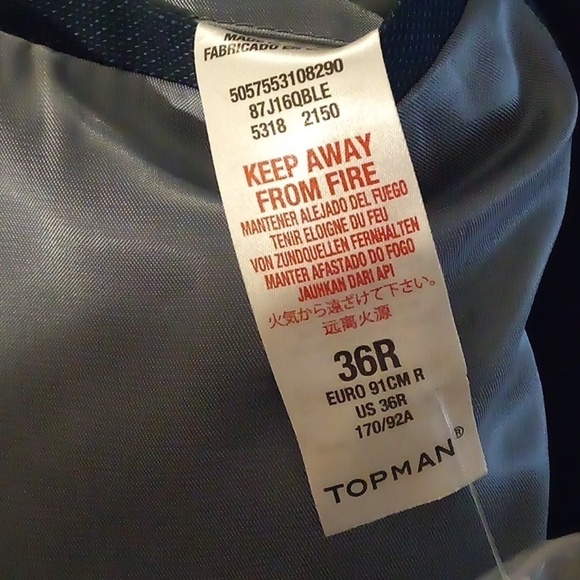 FABRICADO EN
5057553108290
87J16QBLE
5318 2150
KEEP AWAY
FROM FIRE
MANTENER ALEJADO DEL FUEGO
TENIR ELOIGNE DU FEU
VON ZUNDQUELLEN FERNHALTEN
MANTER AFASTADO DO FOGO
JAUHKAN DARI API
火気から遠ざけて下さい。
远离火源
36R
EURO 91CM R
US 36R
170/92A
TOPMAN®